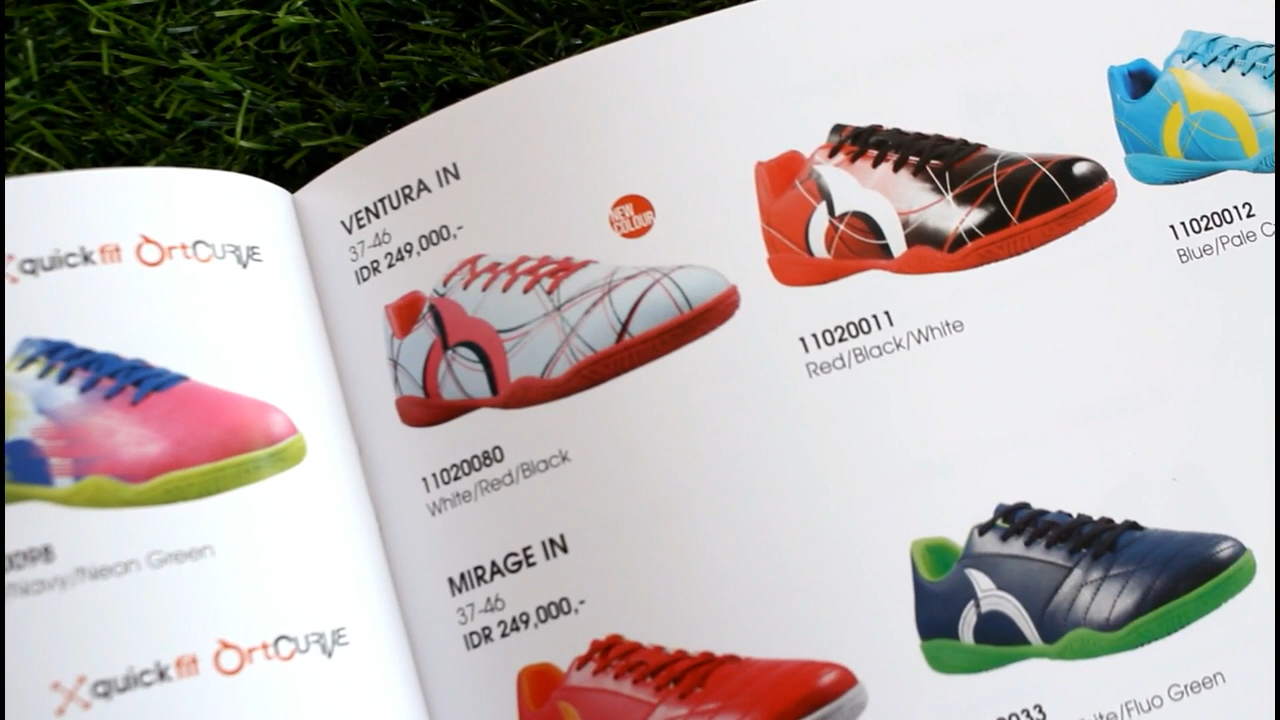 quickfit OrtCURVE
Navy/Neon Green
quickfit OrtCURVE
VENTURA IN
37-46
IDR 249,000,-
NEW
COLOUR
11020080
White/Red/Black
11020011
Red/Black/White
11020012
Blue/Pale
MIRAGE IN
37-46
IDR 249,000,-
Fluo Green